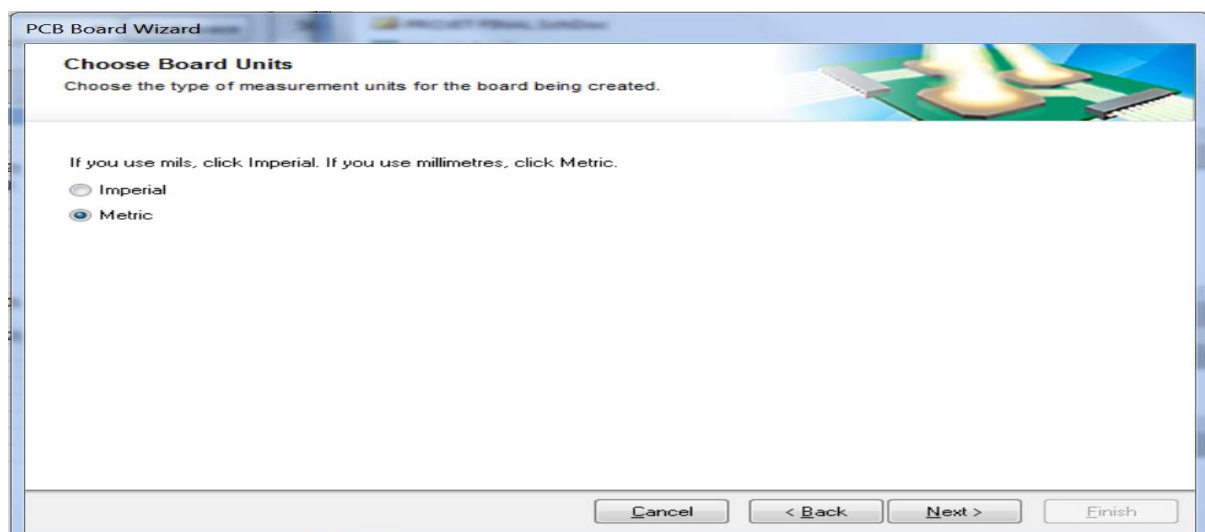 PCB Board Wizard
Choose Board Units
Choose the type of measurement units for the board being created.
If you use mils, click Imperial. If you use millimetres, click Metric.
Imperial
Metric
Cancel
< Back
Next >
Finish